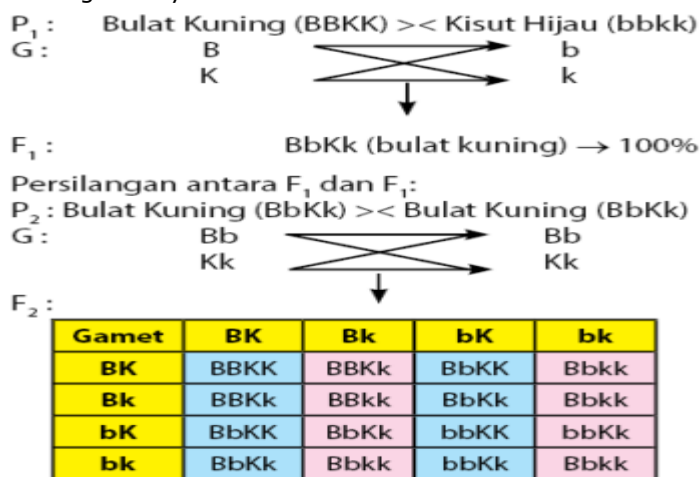 P₁ : Bulat Kuning (BBKK) >< Kisut Hijau (bbkk)
G : B b
K k
F₁ : BbKk (bulat kuning) → 100%
Persilangan antara F₁ dan F₁:
P₂ : Bulat Kuning (BbKk) >< Bulat Kuning (BbKk)
G : Bb Bb
Kk Kk
F₂ :
Gamet BK Bk bK bk
BK BBKK BBKk BbKK Bbkk
Bk BBKk BBkk BbKk Bbkk
bK BbKK BbKk bbKK bbKk
bk BbKk Bbkk bbKk Bbkk